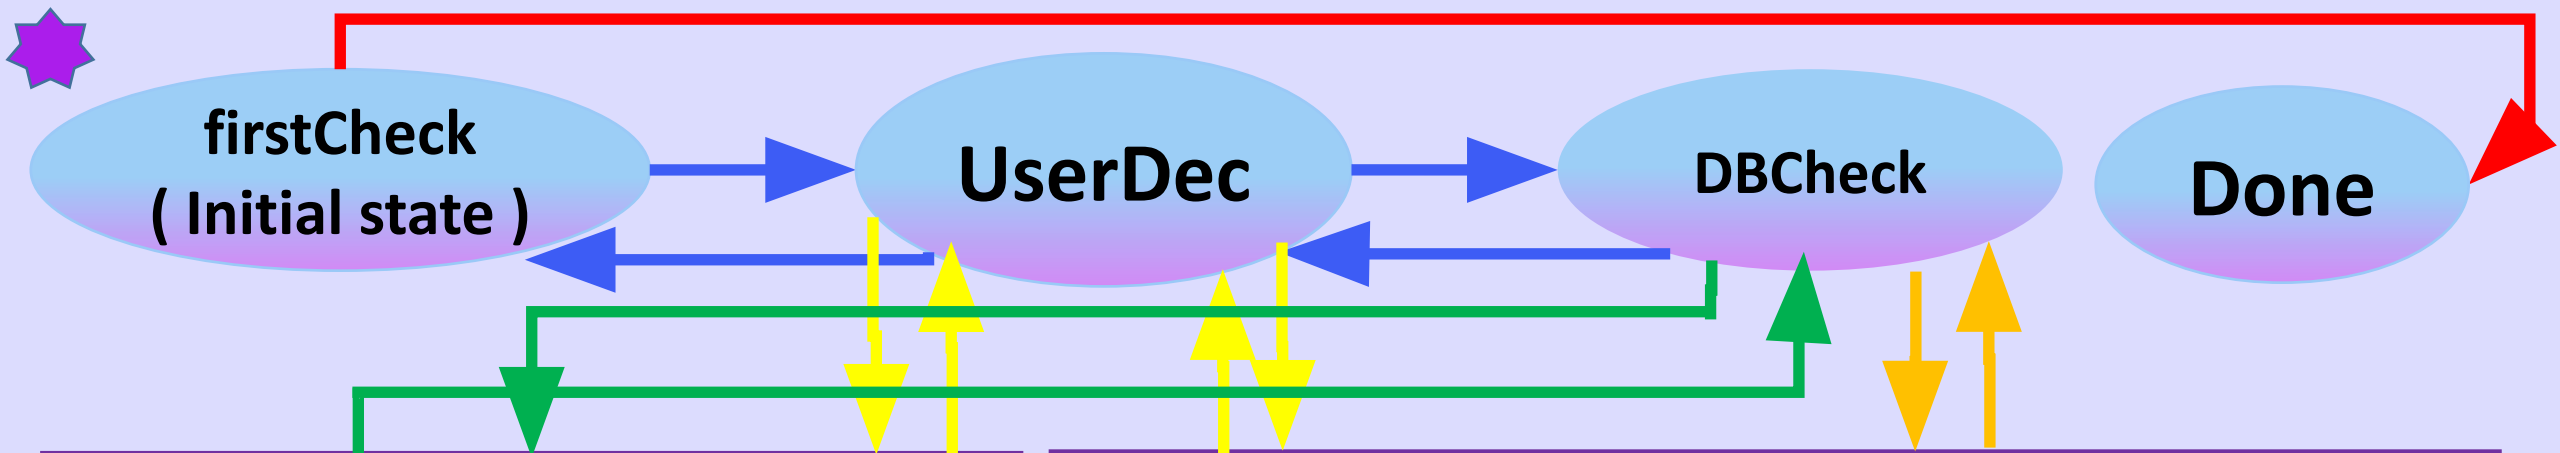 firstCheck
( Initial state )
UserDec
DBCheck
Done